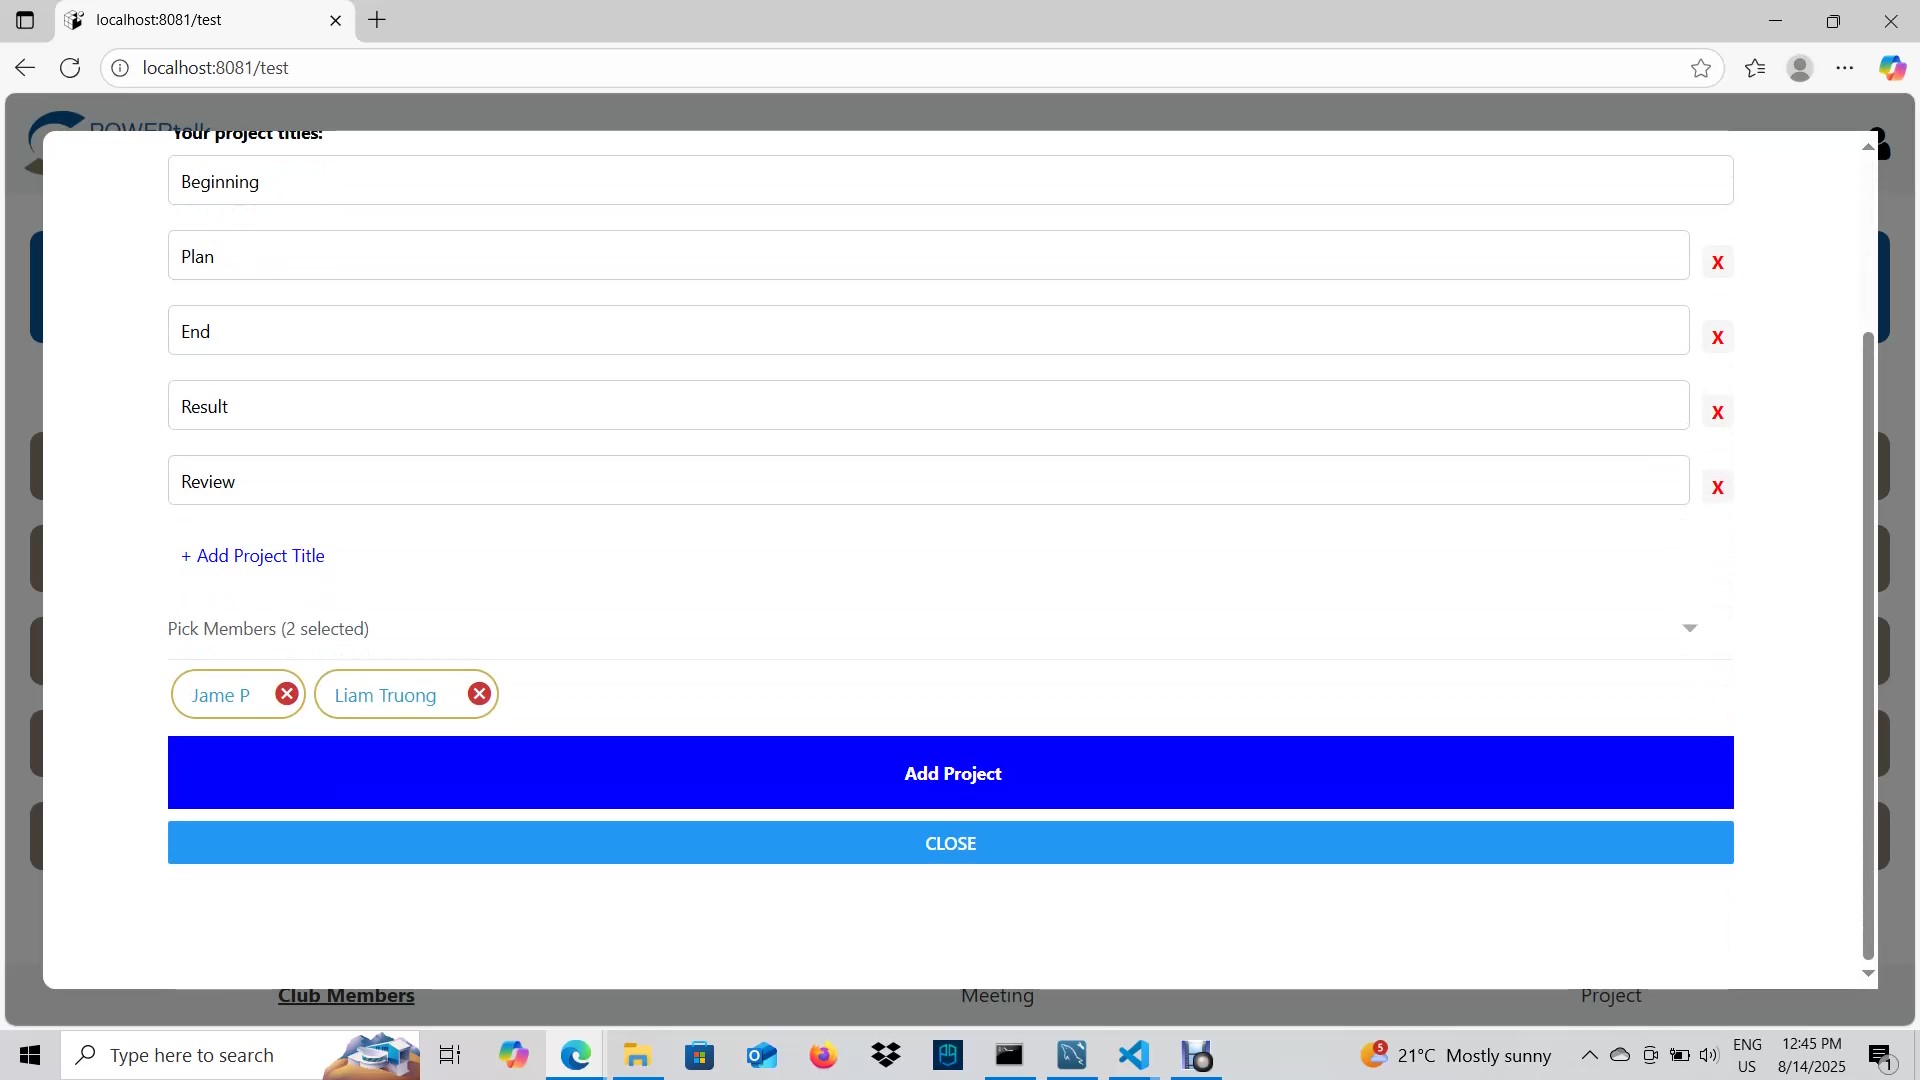 localhost:8081/test
localhost:8081/test
POWERtalk
Your project titles:
Beginning
Plan
X
End
X
Result
X
Review
X
+ Add Project Title
Pick Members (2 selected)
Jame P
Liam Truong
Add Project
CLOSE
Club Members
Meeting
Project
Type here to search
5
21°C Mostly sunny
ENG
US
12:45 PM
8/14/2025
1